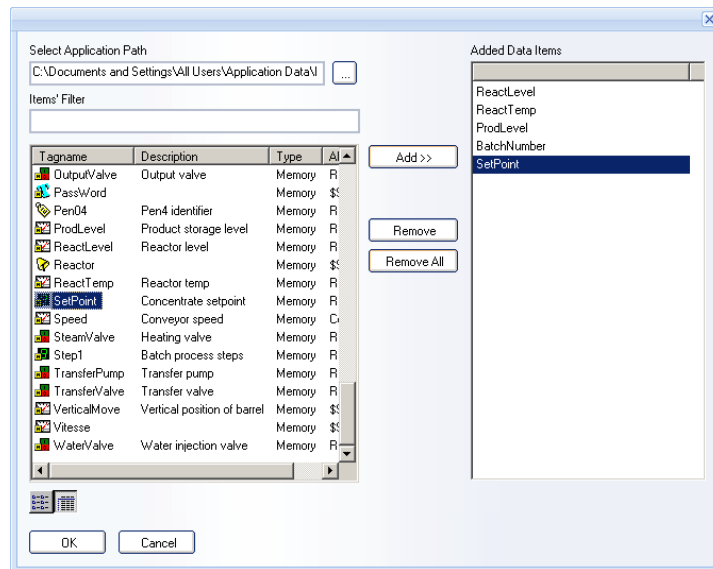 Select Application Path
C:\Documents and Settings\All Users\Application Data\I
...
Items' Filter
Tagname Description Type Al
OutputValve Output valve Memory R
PassWord Memory $S
Pen04 Pen4 identifier Memory R
ProdLevel Product storage level Memory R
ReactLevel Reactor level Memory R
Reactor Memory $S
ReactTemp Reactor temp Memory R
SetPoint Concentrate setpoint Memory R
Speed Conveyor speed Memory Co
SteamValve Heating valve Memory R
Step1 Batch process steps Memory R
TransferPump Transfer pump Memory R
TransferValve Transfer valve Memory R
VerticalMove Vertical position of barrel Memory $S
Vitesse Memory $S
WaterValve Water injection valve Memory R
Add >>
Remove
Remove All
Added Data Items
ReactLevel
ReactTemp
ProdLevel
BatchNumber
SetPoint
OK Cancel